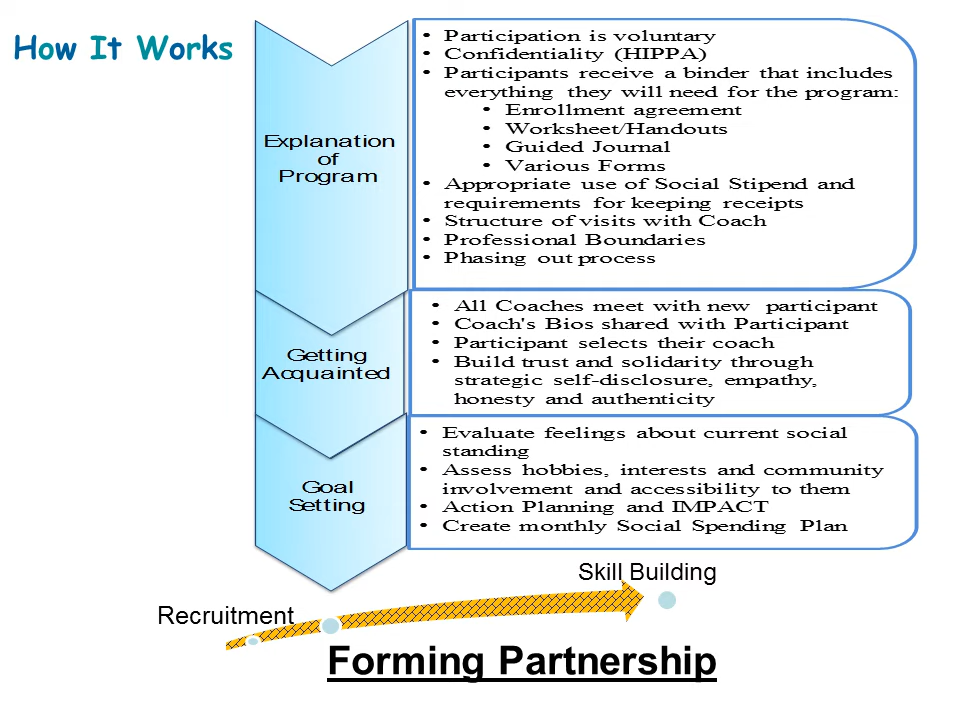 How It Works
Explanation
of
Program
• Participation is voluntary
• Confidentiality (HIPPA)
• Participants receive a binder that includes
everything they will need for the program:
• Enrollment agreement
• Worksheet/Handouts
• Guided Journal
• Various Forms
• Appropriate use of Social Stipend and
requirements for keeping receipts
• Structure of visits with Coach
• Professional Boundaries
• Phasing out process
Getting
Acquainted
• All Coaches meet with new participant
• Coach's Bios shared with Participant
• Participant selects their coach
• Build trust and solidarity through
strategic self-disclosure, empathy,
honesty and authenticity
Goal
Setting
• Evaluate feelings about current social
standing
• Assess hobbies, interests and community
involvement and accessibility to them
• Action Planning and IMPACT
• Create monthly Social Spending Plan
Skill Building
Recruitment
Forming Partnership